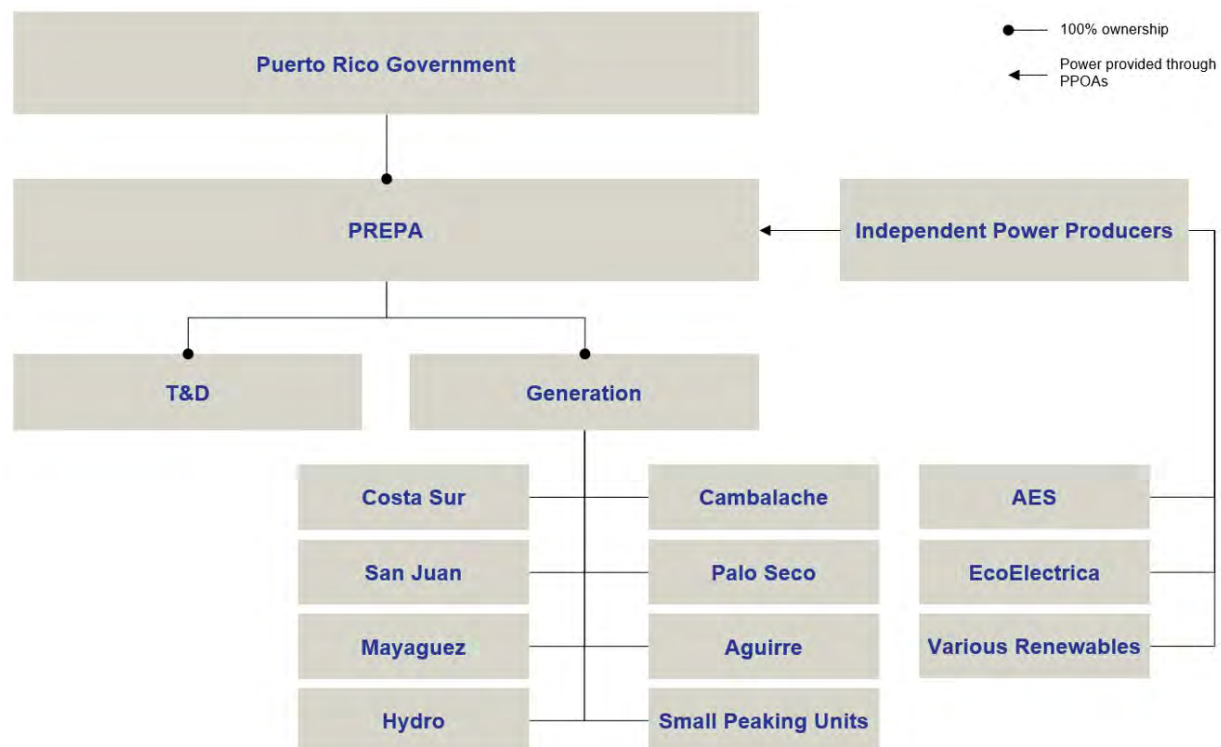 Puerto Rico Government
100% ownership
Power provided through
PPOAs
PREPA
Independent Power Producers
T&D
Generation
Costa Sur
Cambalache
AES
San Juan
Palo Seco
EcoElectrica
Mayaguez
Aguirre
Various Renewables
Hydro
Small Peaking Units